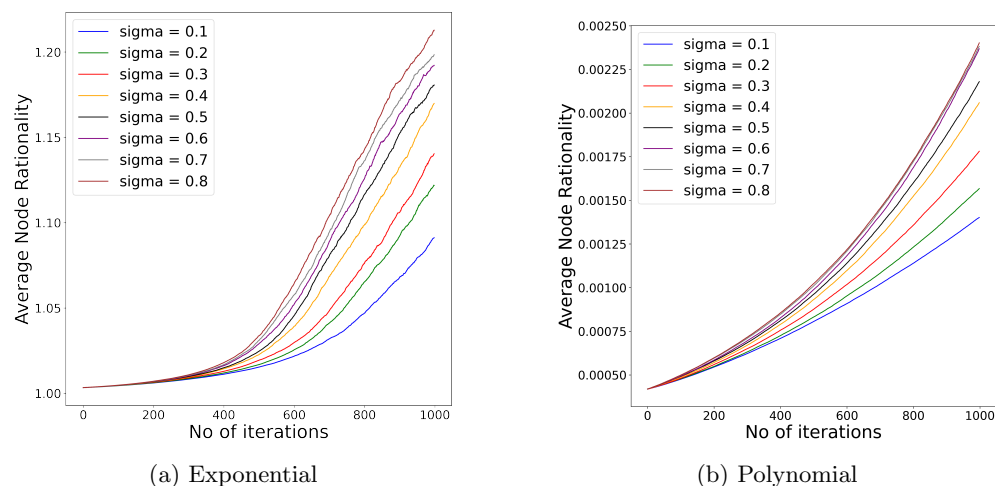 Average Node Rationality
1.20
1.15
1.10
1.05
1.00
sigma = 0.1
sigma = 0.2
sigma = 0.3
sigma = 0.4
sigma = 0.5
sigma = 0.6
sigma = 0.7
sigma = 0.8
0 200 400 600 800 1000
No of iterations
(a) Exponential
Average Node Rationality
0.00250
0.00225
0.00200
0.00175
0.00150
0.00125
0.00100
0.00075
0.00050
sigma = 0.1
sigma = 0.2
sigma = 0.3
sigma = 0.4
sigma = 0.5
sigma = 0.6
sigma = 0.7
sigma = 0.8
0 200 400 600 800 1000
No of iterations
(b) Polynomial